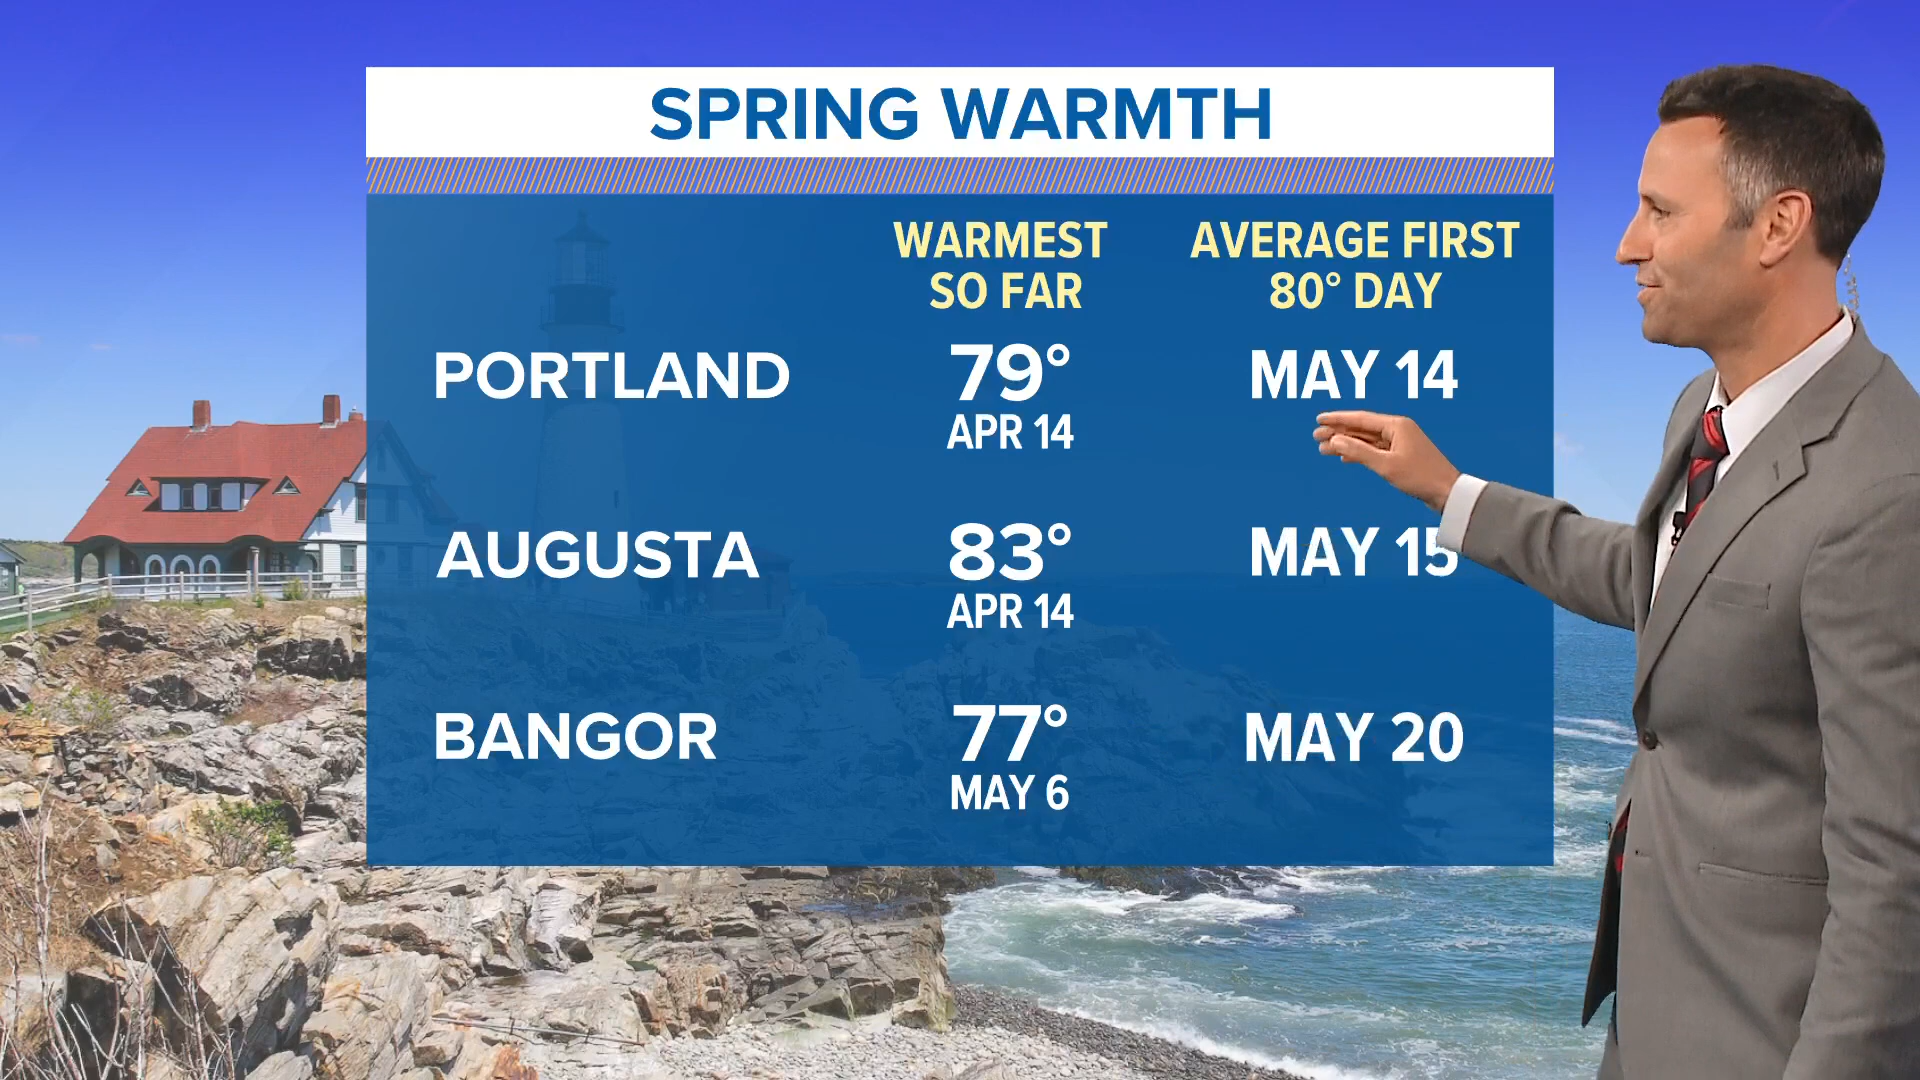 SPRING WARMTH
WARMEST
SO FAR
AVERAGE FIRST
80° DAY
PORTLAND 79° MAY 14
APR 14
AUGUSTA 83° MAY 15
APR 14
BANGOR 77° MAY 20
MAY 6